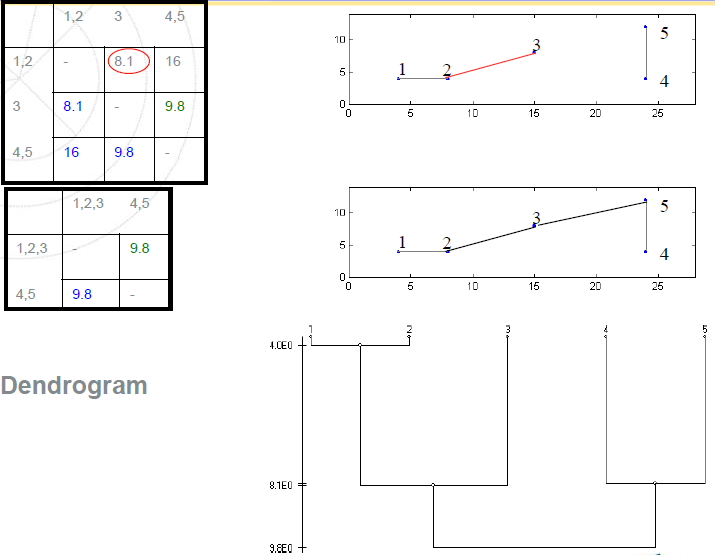 1,2 3 4,5
1,2 - 8.1 16
3 8.1 - 9.8
4,5 16 9.8 -
1,2,3 4,5
1,2,3 - 9.8
4,5 9.8 -
10
5
0
1 2 3 5 4
0 5 10 15 20 25
10
5
0
1 2 3 5 4
0 5 10 15 20 25
Dendrogram
1 2 3 4 5
4.0E0
8.1E0
9.8E0